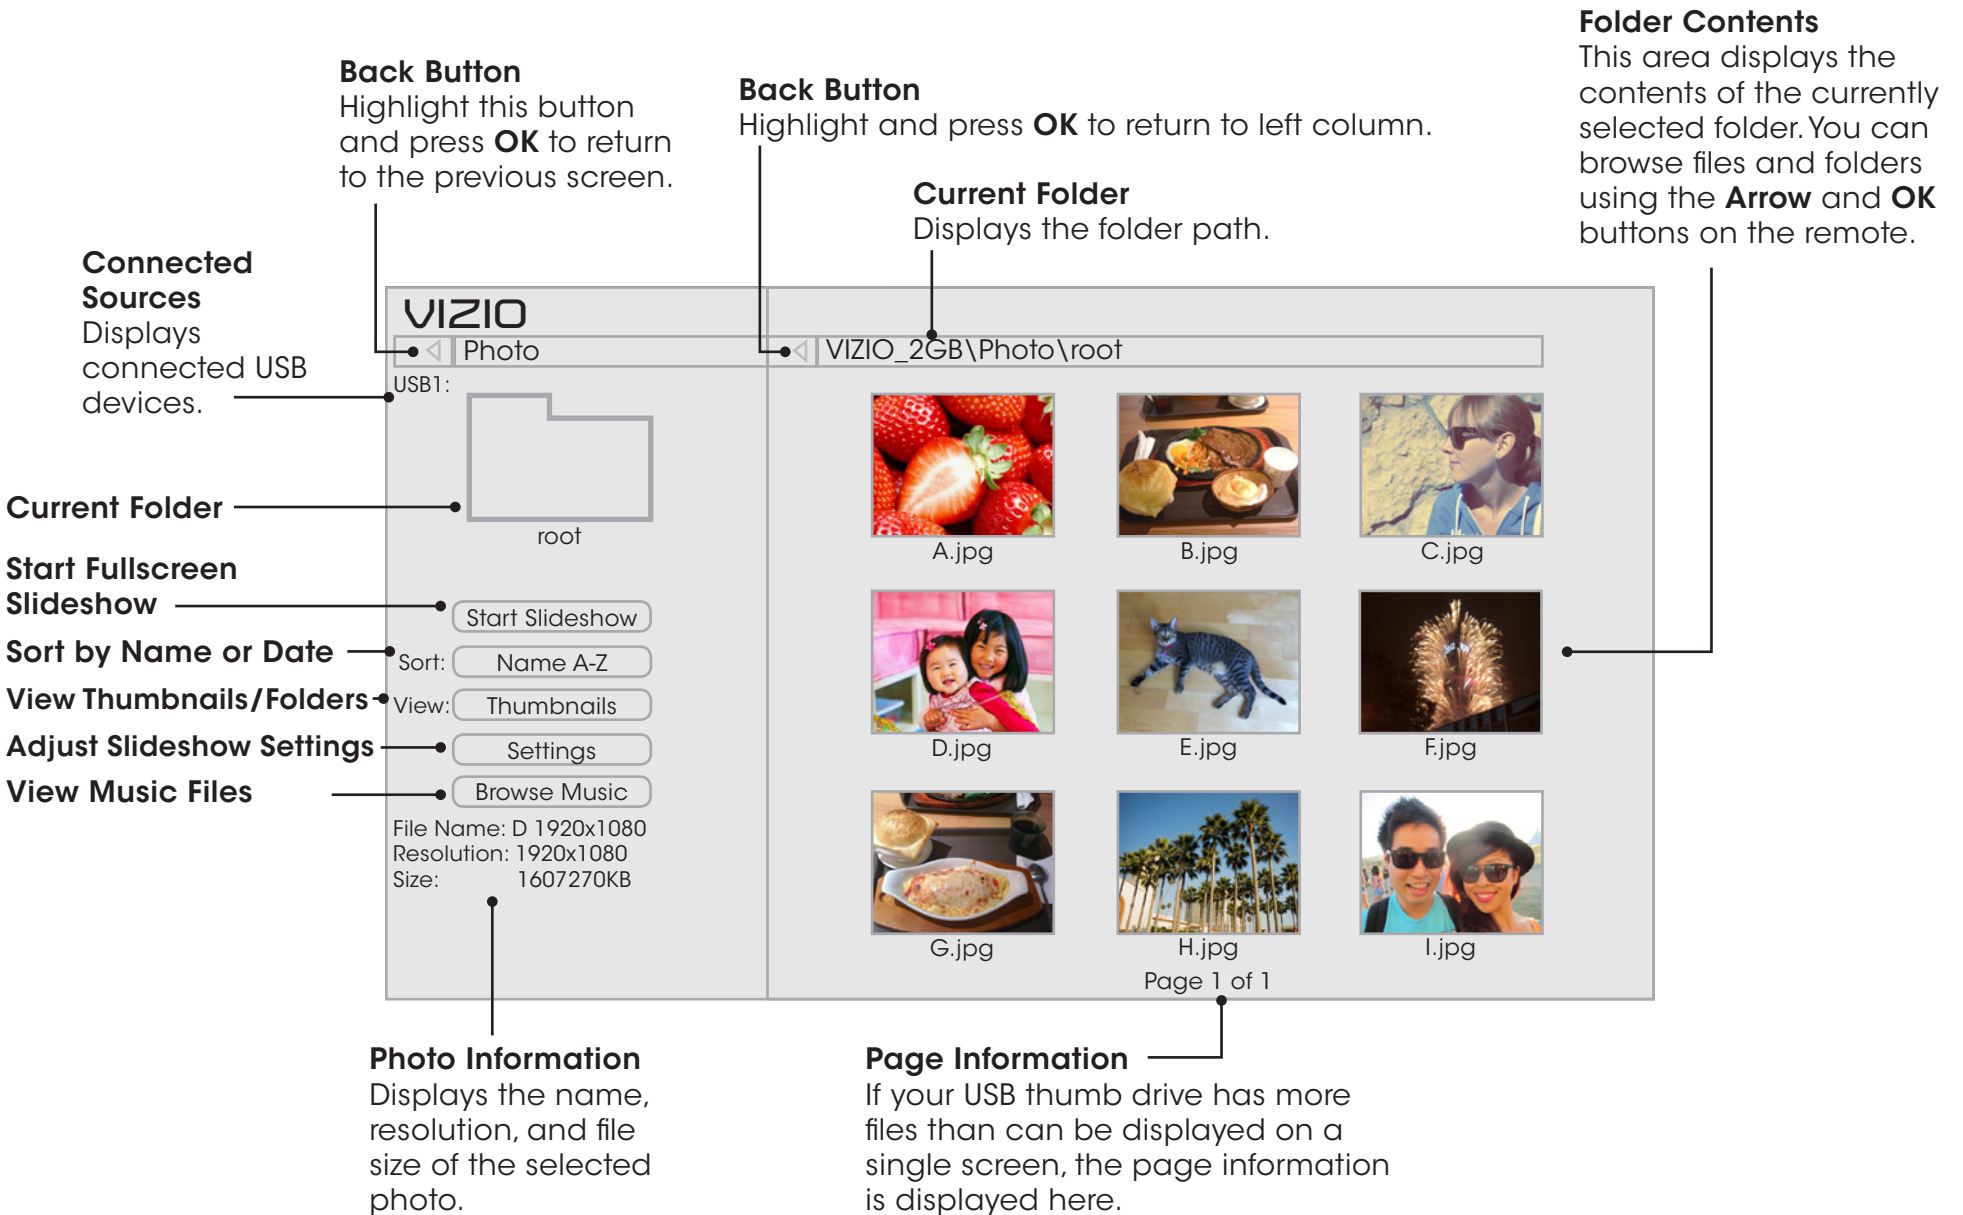 Folder Contents
This area displays the
contents of the currently
selected folder. You can
browse files and folders
using the Arrow and OK
buttons on the remote.
Back Button
Highlight this button
and press OK to return
to the previous screen.
Back Button
Highlight and press OK to return to left column.
Current Folder
Displays the folder path.
Connected
Sources
Displays
connected USB
devices.
Current Folder
Start Fullscreen
Slideshow
Sort by Name or Date
View Thumbnails/Folders
Adjust Slideshow Settings
View Music Files
VIZIO
Photo
USB1:
root
Start Slideshow
Sort: Name A-Z
View: Thumbnails
Settings
Browse Music
File Name: D 1920x1080
Resolution: 1920x1080
Size: 1607270KB
VIZIO_2GB\Photo\root
A.jpg
B.jpg
C.jpg
D.jpg
E.jpg
F.jpg
G.jpg
H.jpg
I.jpg
Page 1 of 1
Photo Information
Displays the name,
resolution, and file
size of the selected
photo.
Page Information
If your USB thumb drive has more
files than can be displayed on a
single screen, the page information
is displayed here.